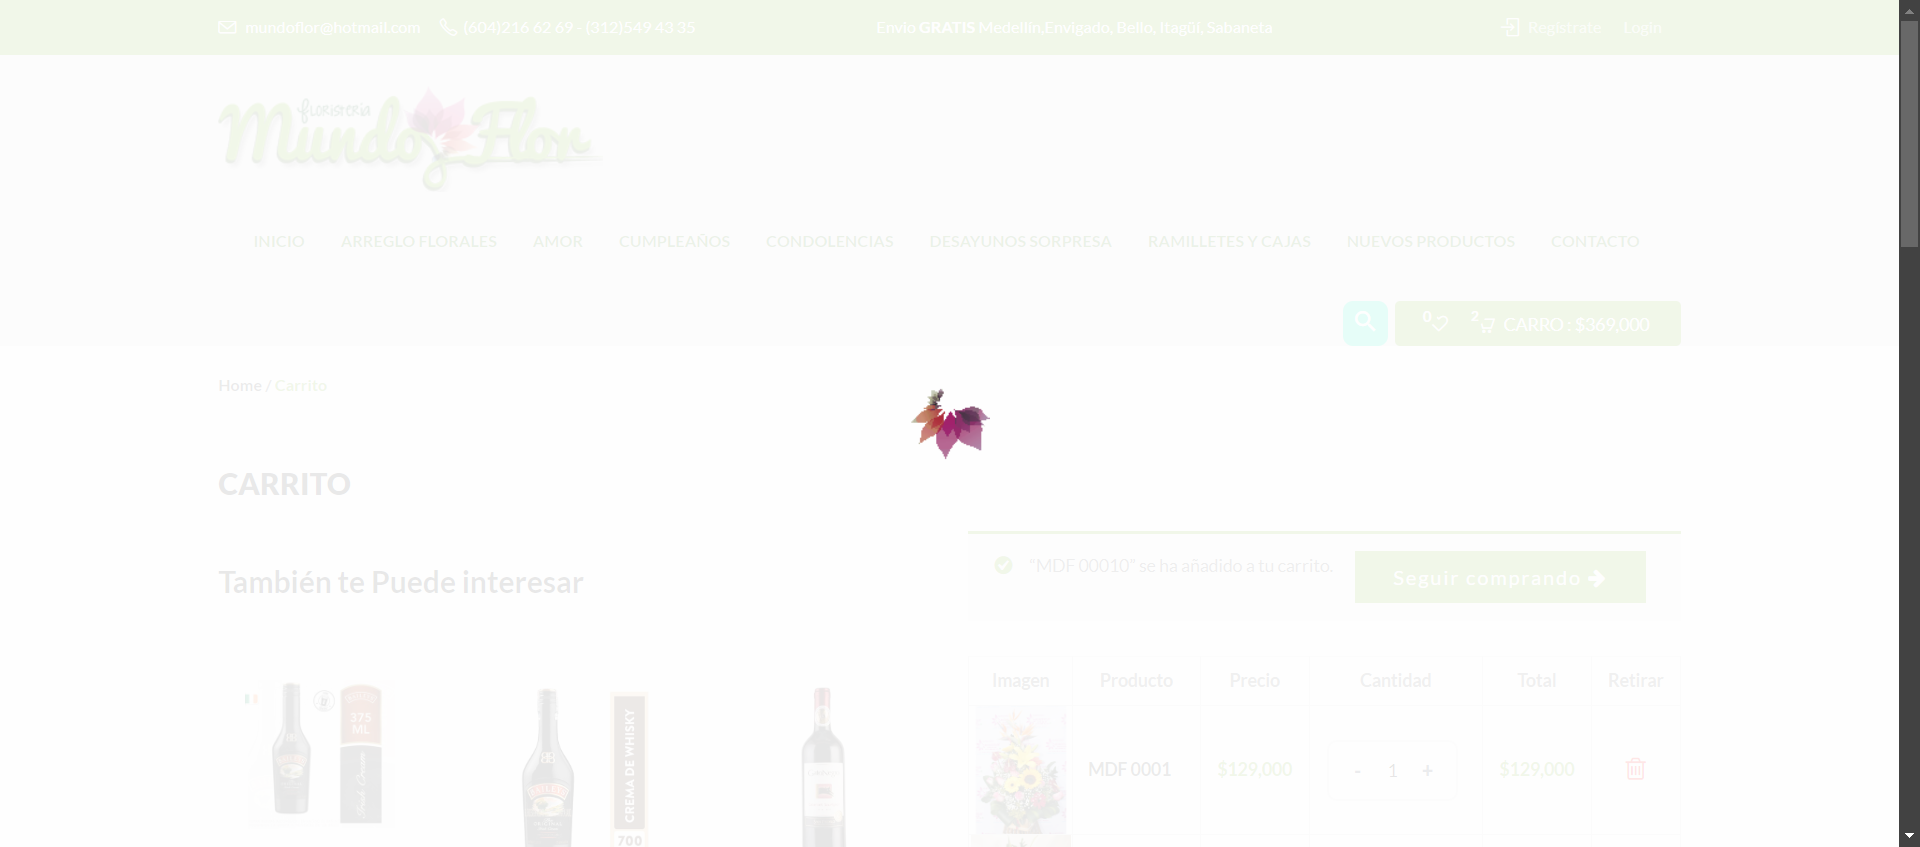 mundoflor@hotmail.com (604)216 62 69 - (312)549 43 35 Envio GRATIS Medellín,Envigado, Bello, Itagüí, Sabaneta Regístrate Login
floristería
Mundo Flor
INICIO ARREGLO FLORALES AMOR CUMPLEAÑOS CONDOLENCIAS DESAYUNOS SORPRESA RAMILLETES Y CAJAS NUEVOS PRODUCTOS CONTACTO
0 2 CARRO : $369,000
Home / Carrito
CARRITO
"MDF 00010" se ha añadido a tu carrito. Seguir comprando
También te Puede interesar
Imagen Producto Precio Cantidad Total Retirar
375
ML
CREMA DE WHISKY
700
MDF 0001 $129,000 - 1 + $129,000